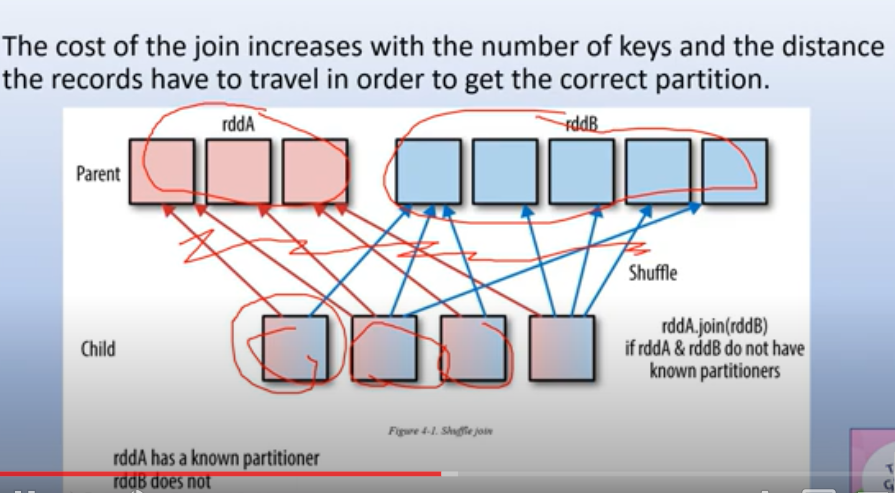 The cost of the join increases with the number of keys and the distance
the records have to travel in order to get the correct partition.
rddA
rddB
Parent
Shuffle
Child
rddA.join(rddB)
if rddA & rddB do not have
known partitioners
Figure 4-1. Shuffle join
rddA has a known partitioner
rddB does not